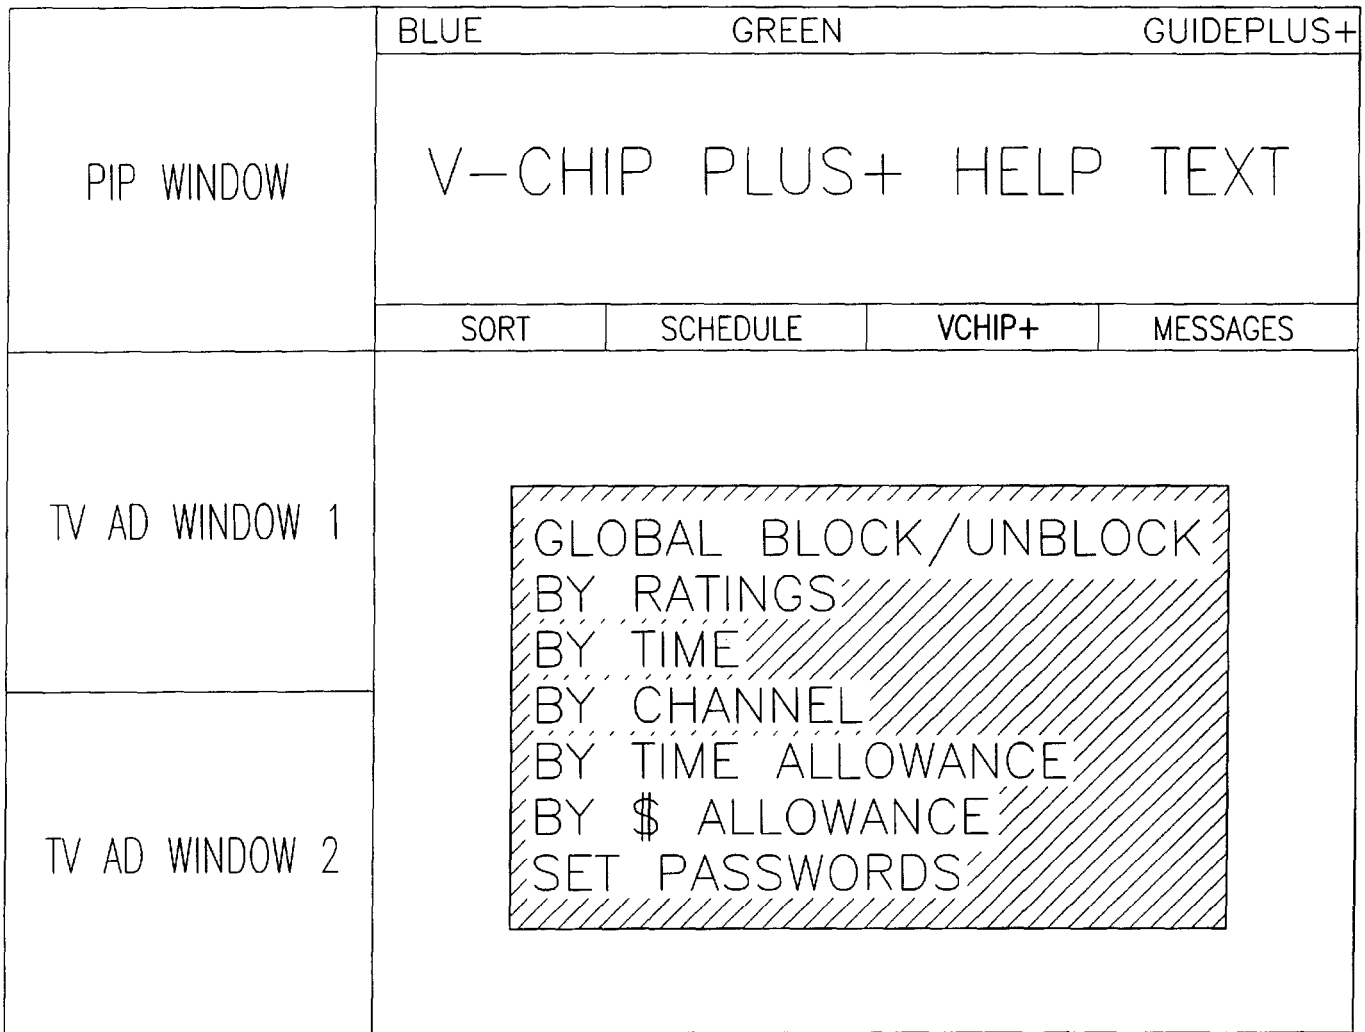 BLUE GREEN GUIDEPLUS+
PIP WINDOW
V-CHIP PLUS+ HELP TEXT
SORT SCHEDULE VCHIP+ MESSAGES
TV AD WINDOW 1
GLOBAL BLOCK/UNBLOCK
BY RATINGS
BY TIME
BY CHANNEL
BY TIME ALLOWANCE
BY $ ALLOWANCE
SET PASSWORDS
TV AD WINDOW 2